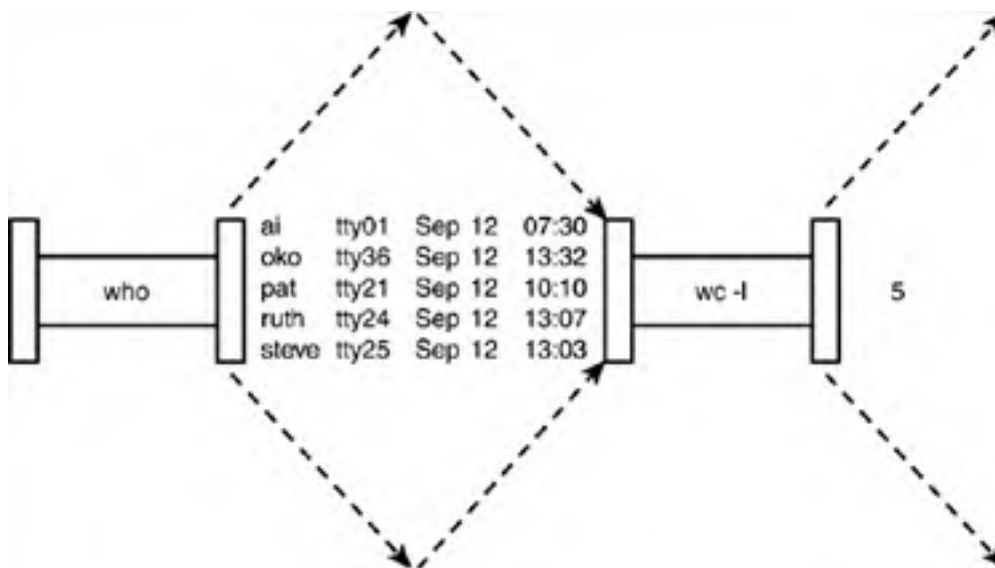 who
ai tty01 Sep 12 07:30
oko tty36 Sep 12 13:32
pat tty21 Sep 12 10:10
ruth tty24 Sep 12 13:07
steve tty25 Sep 12 13:03
wc -l
5